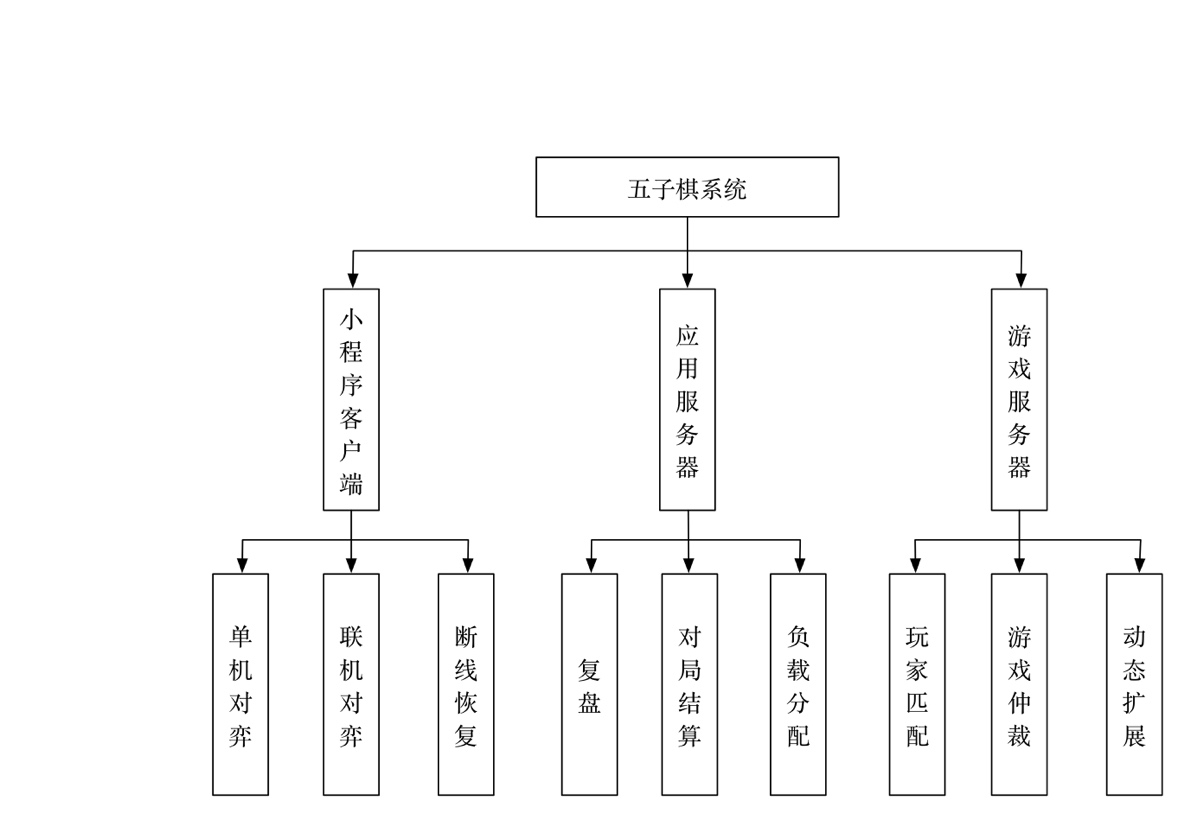 五子棋系统
小程序客户端
应用服务器
游戏服务器
单机对弈
联机对弈
断线恢复
复盘
对局结算
负载分配
玩家匹配
游戏仲裁
动态扩展